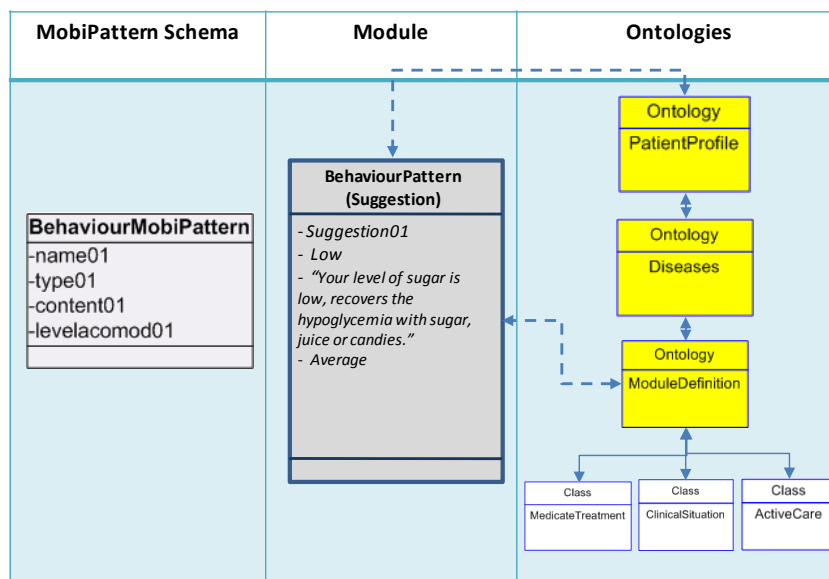 MobiPattern Schema
Module
Ontologies
BehaviourMobiPattern
-name01
-type01
-content01
-levelacomod01
BehaviourPattern
(Suggestion)
- Suggestion01
- Low
- “Your level of sugar is
low, recovers the
hypoglycemia with sugar,
juice or candies.”
- Average
Ontology
PatientProfile
Ontology
Diseases
Ontology
ModuleDefinition
Class
MedicateTreatment
Class
ClinicalSituation
Class
ActiveCare